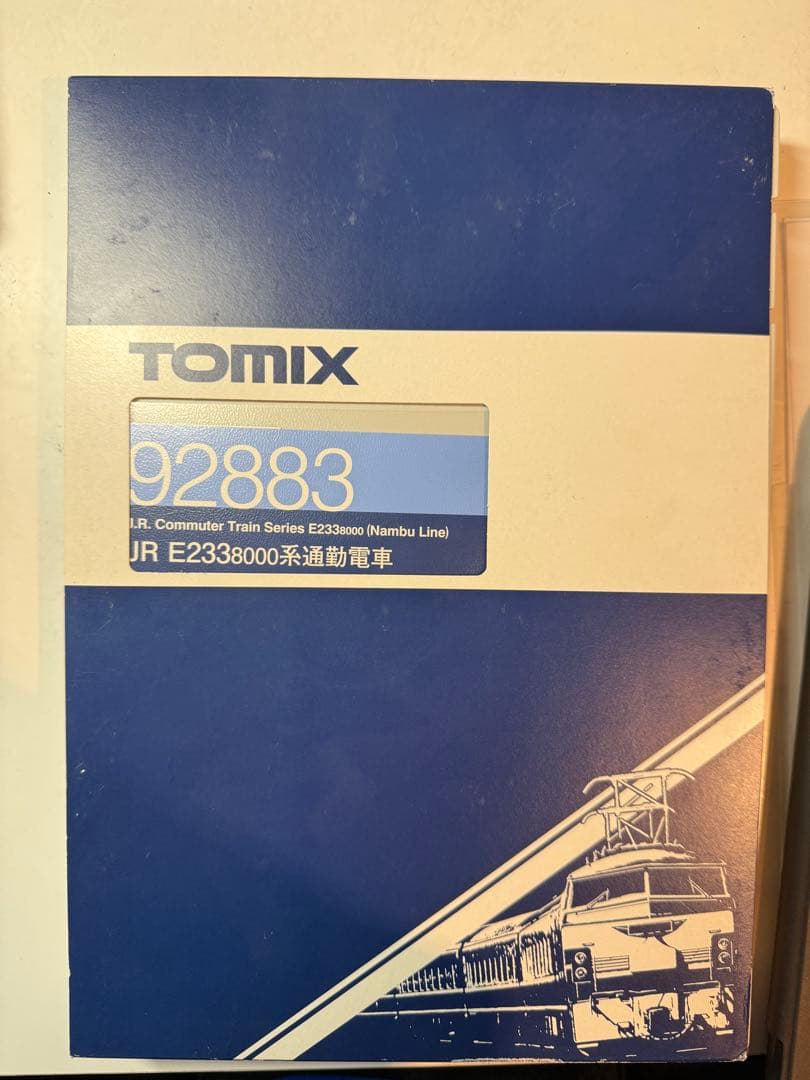 TOMIX
92883
J.R. Commuter Train Series E2338000 (Nambu Line)
JR E2338000系通勤電車